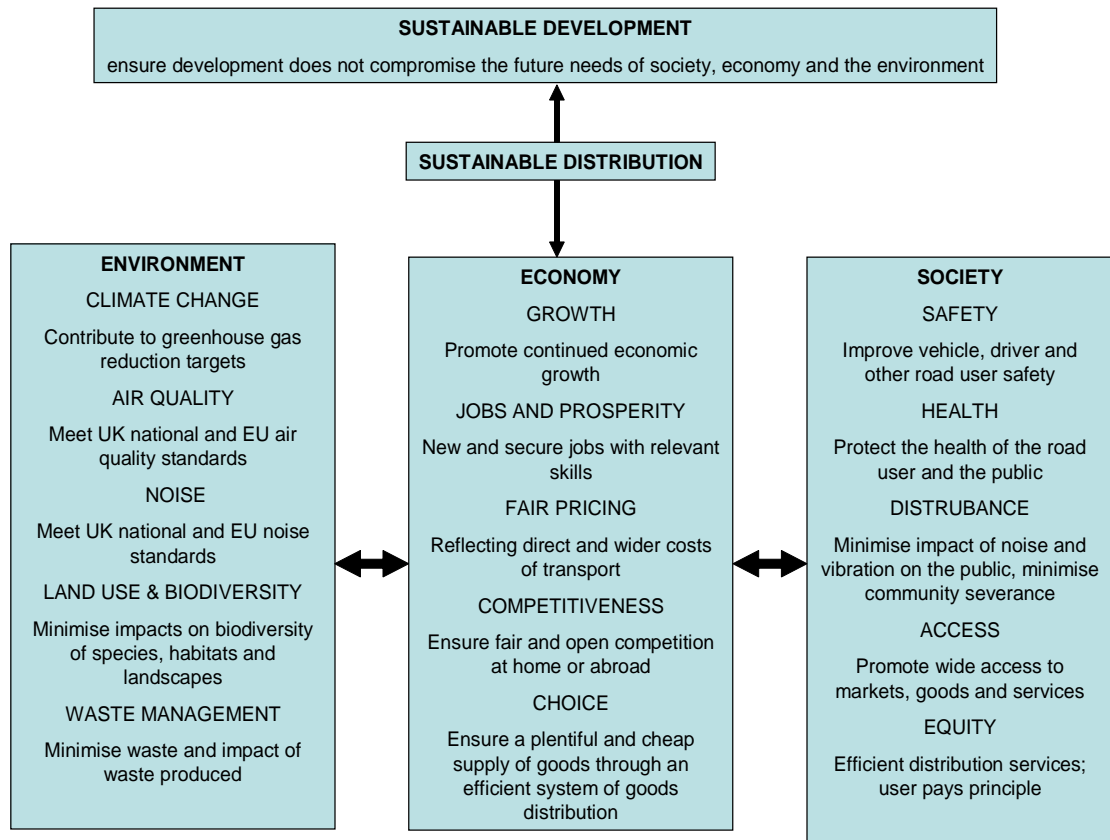 SUSTAINABLE DEVELOPMENT
ensure development does not compromise the future needs of society, economy and the environment
SUSTAINABLE DISTRIBUTION
ENVIRONMENT
CLIMATE CHANGE
Contribute to greenhouse gas
reduction targets
AIR QUALITY
Meet UK national and EU air
quality standards
NOISE
Meet UK national and EU noise
standards
LAND USE & BIODIVERSITY
Minimise impacts on biodiversity
of species, habitats and
landscapes
WASTE MANAGEMENT
Minimise waste and impact of
waste produced
ECONOMY
GROWTH
Promote continued economic
growth
JOBS AND PROSPERITY
New and secure jobs with relevant
skills
FAIR PRICING
Reflecting direct and wider costs
of transport
COMPETITIVENESS
Ensure fair and open competition
at home or abroad
CHOICE
Ensure a plentiful and cheap
supply of goods through an
efficient system of goods
distribution
SOCIETY
SAFETY
Improve vehicle, driver and
other road user safety
HEALTH
Protect the health of the road
user and the public
DISTRUBANCE
Minimise impact of noise and
vibration on the public, minimise
community severance
ACCESS
Promote wide access to
markets, goods and services
EQUITY
Efficient distribution services;
user pays principle